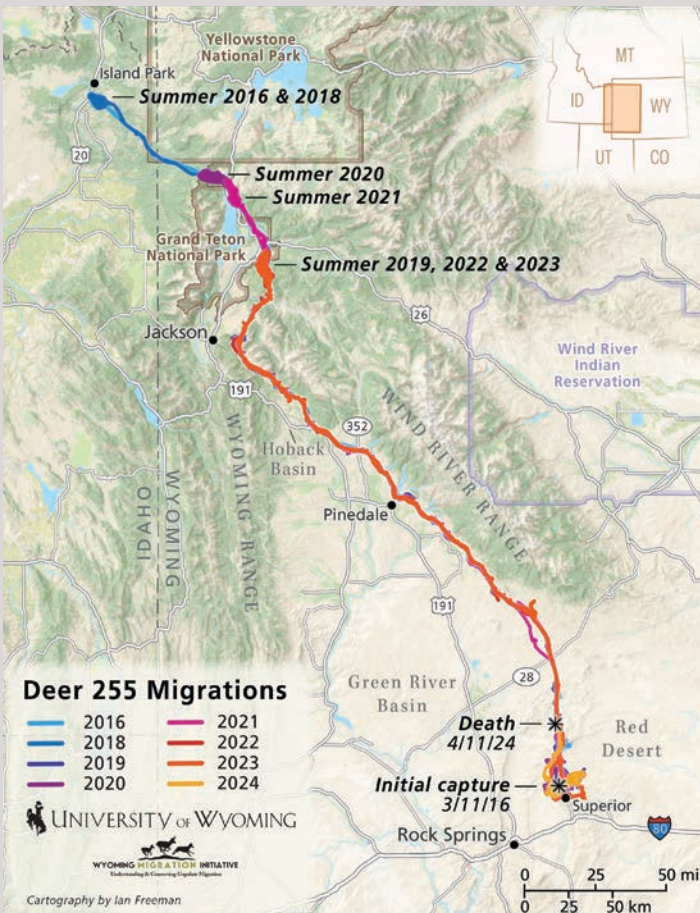 Yellowstone
National Park
MT
ID
WY
UT
CO
Island Park
Summer 2016 & 2018
20
Summer 2020
Summer 2021
Grand Teton
National Park
Summer 2019, 2022 & 2023
26
Jackson
Wind River
Indian
Reservation
191
WYOMING RANGE
WIND RIVER RANGE
352
Hoback
Basin
IDAHO
WYOMING
Pinedale
191
28
Green River
Basin
Red
Desert
Death
4/11/24
Initial capture
3/11/16
Superior
80
Rock Springs
Deer 255 Migrations
2016
2018
2019
2020
2021
2022
2023
2024
UNIVERSITY OF WYOMING
WYOMING MIGRATION INITIATIVE
Understanding & Conserving Ungulate Migration
Cartography by Ian Freeman
0 25 50 mi
0 25 50 km